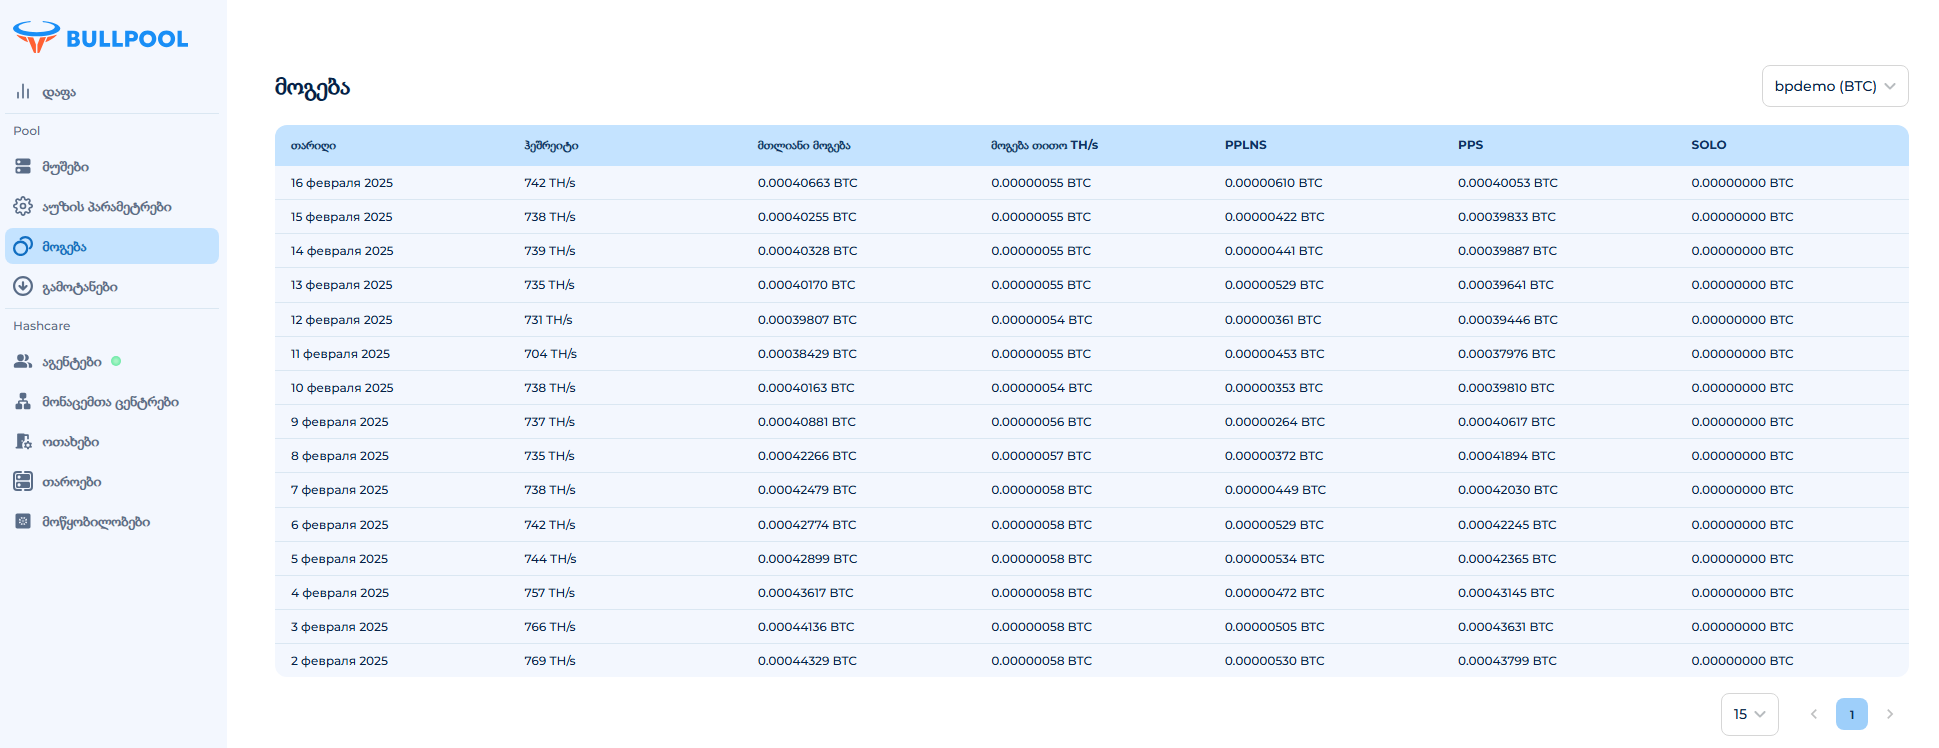 BULLPOOL
დაფა
Pool
მუშები
აუზის პარამეტრები
მოგება
გამოტანები
Hashcare
აგენტები
მონაცემთა ცენტრები
ოთახები
თაროები
მოწყობილობები
მოგება
bpdemo (BTC)
თარიღი ჰეშრეიტი მთლიანი მოგება მოგება თითო TH/s PPLNS PPS SOLO
16 февраля 2025 742 TH/s 0.00040663 BTC 0.00000055 BTC 0.00000610 BTC 0.00040053 BTC 0.00000000 BTC
15 февраля 2025 738 TH/s 0.00040255 BTC 0.00000055 BTC 0.00000422 BTC 0.00039833 BTC 0.00000000 BTC
14 февраля 2025 739 TH/s 0.00040328 BTC 0.00000055 BTC 0.00000441 BTC 0.00039887 BTC 0.00000000 BTC
13 февраля 2025 735 TH/s 0.00040170 BTC 0.00000055 BTC 0.00000529 BTC 0.00039641 BTC 0.00000000 BTC
12 февраля 2025 731 TH/s 0.00039807 BTC 0.00000054 BTC 0.00000361 BTC 0.00039446 BTC 0.00000000 BTC
11 февраля 2025 704 TH/s 0.00038429 BTC 0.00000055 BTC 0.00000453 BTC 0.00037976 BTC 0.00000000 BTC
10 февраля 2025 738 TH/s 0.00040163 BTC 0.00000054 BTC 0.00000353 BTC 0.00039810 BTC 0.00000000 BTC
9 февраля 2025 737 TH/s 0.00040881 BTC 0.00000056 BTC 0.00000264 BTC 0.00040617 BTC 0.00000000 BTC
8 февраля 2025 735 TH/s 0.00042266 BTC 0.00000057 BTC 0.00000372 BTC 0.00041894 BTC 0.00000000 BTC
7 февраля 2025 738 TH/s 0.00042479 BTC 0.00000058 BTC 0.00000449 BTC 0.00042030 BTC 0.00000000 BTC
6 февраля 2025 742 TH/s 0.00042774 BTC 0.00000058 BTC 0.00000529 BTC 0.00042245 BTC 0.00000000 BTC
5 февраля 2025 744 TH/s 0.00042899 BTC 0.00000058 BTC 0.00000534 BTC 0.00042365 BTC 0.00000000 BTC
4 февраля 2025 757 TH/s 0.00043617 BTC 0.00000058 BTC 0.00000472 BTC 0.00043145 BTC 0.00000000 BTC
3 февраля 2025 766 TH/s 0.00044136 BTC 0.00000058 BTC 0.00000505 BTC 0.00043631 BTC 0.00000000 BTC
2 февраля 2025 769 TH/s 0.00044329 BTC 0.00000058 BTC 0.00000530 BTC 0.00043799 BTC 0.00000000 BTC
15 1